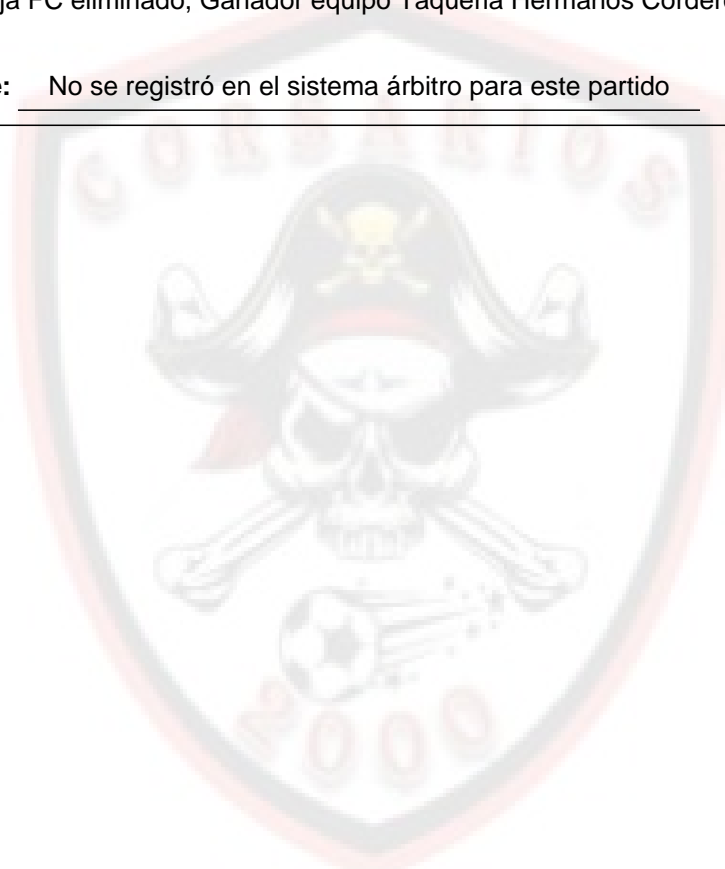 ja FC eliminado, Ganador equipo Taqueria Hermanos Corder
: No se registró en el sistema árbitro para este partido
CORSARIOS
2000